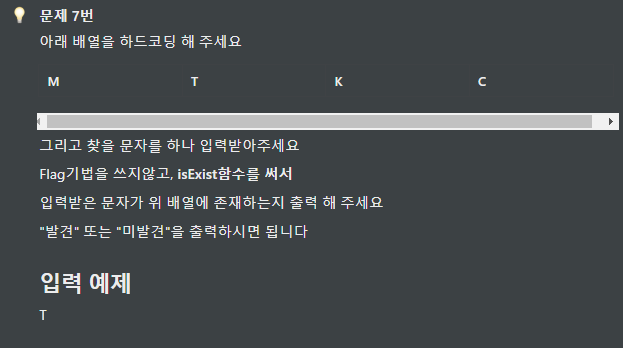 문제 7번
아래 배열을 하드코딩 해 주세요
M T K C
그리고 찾을 문자를 하나 입력받아주세요
Flag기법을 쓰지않고, isExist함수를 써서
입력받은 문자가 위 배열에 존재하는지 출력 해 주세요
"발견" 또는 "미발견"을 출력하시면 됩니다
입력 예제
T